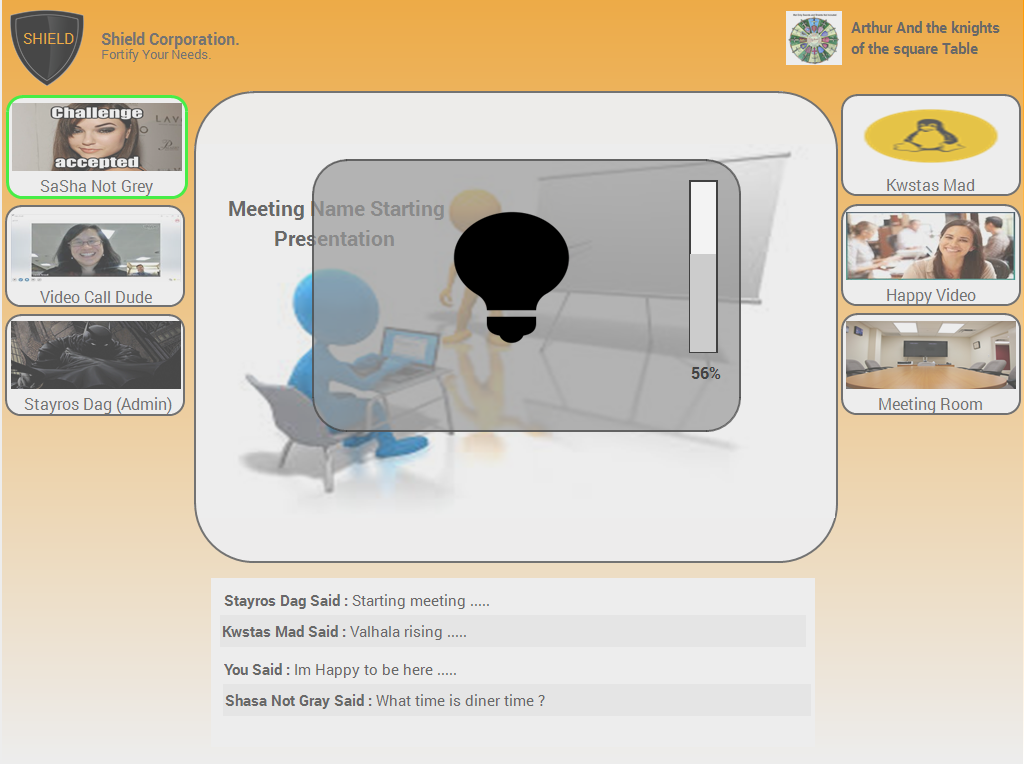 SHIELD
Shield Corporation.
Fortify Your Needs.
Arthur And the knights
of the square Table
Challenge
accepted
SaSha Not Grey
Video Call Dude
Stayros Dag (Admin)
Meeting Name Starting
Presentation
56%
Kwstas Mad
Happy Video
Meeting Room
Stayros Dag Said : Starting meeting .....
Kwstas Mad Said : Valhala rising .....
You Said : Im Happy to be here .....
Shasa Not Gray Said : What time is diner time ?